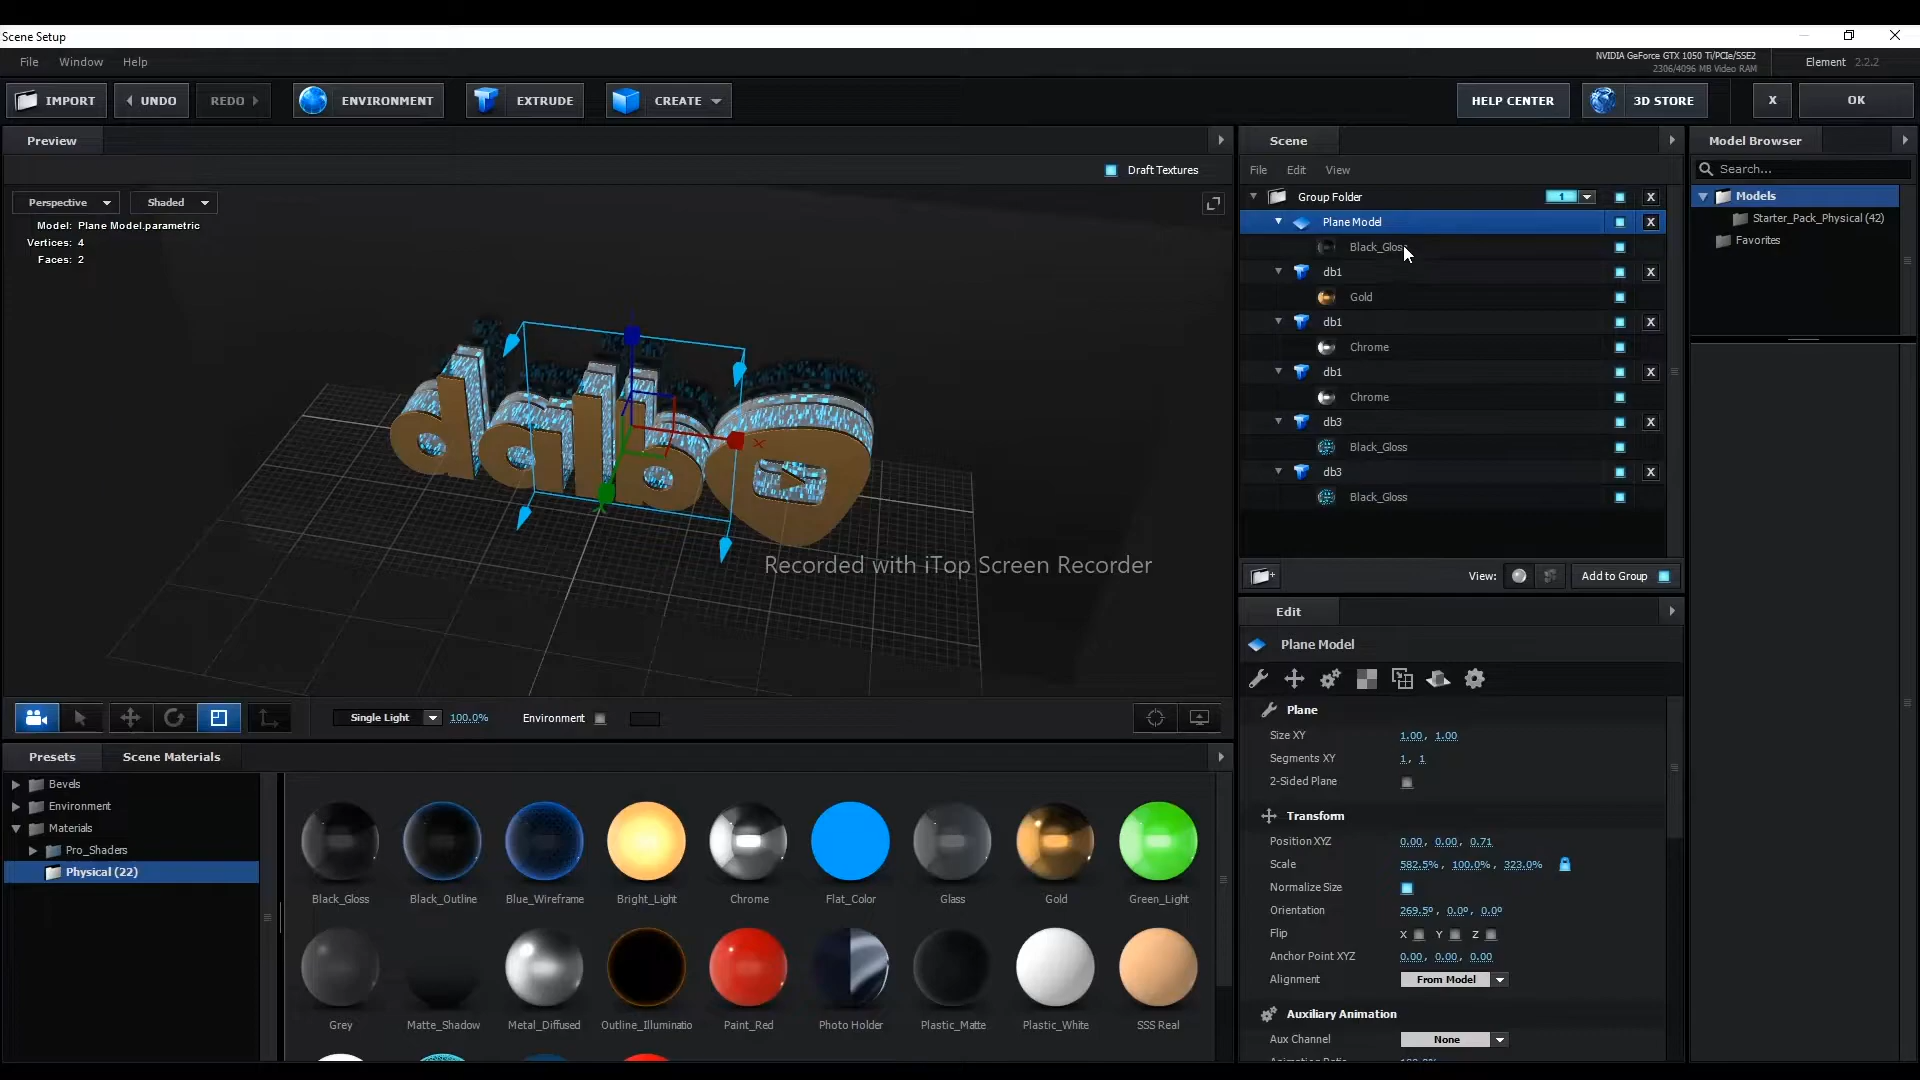 Scene Setup
File Window Help
NVIDIA GeForce GTX 1050 Ti/PCIe/SSE2
2306/4096 MB Video RAM
Element 2.2.2
IMPORT UNDO REDO ENVIRONMENT EXTRUDE CREATE HELP CENTER 3D STORE X OK
Preview
Draft Textures
Perspective Shaded
Model: Plane Model.parametric
Vertices: 4
Faces: 2
dalb
Recorded with iTop Screen Recorder
Single Light 100.0% Environment
Presets Scene Materials
Bevels
Environment
Materials
Pro_Shaders
Physical (22)
Black_Gloss Black_Outline Blue_Wireframe Bright_Light Chrome Flat_Color Glass Gold Green_Light
Grey Matte_Shadow Metal_Diffused Outline_Illuminatio Paint_Red Photo Holder Plastic_Matte Plastic_White SSS Real
Scene
File Edit View
Group Folder 1 X
Plane Model X
Black_Gloss
db1 X
Gold
db1 X
Chrome
db1 X
Chrome
db3 X
Black_Gloss
db3 X
Black_Gloss
View: Add to Group
Edit
Plane Model
Plane
Size XY 1.00, 1.00
Segments XY 1, 1
2-Sided Plane
Transform
Position XYZ 0.00, 0.00, 0.71
Scale 582.5%, 100.0%, 323.0%
Normalize Size
Orientation 269.5º, 0.0º, 0.0º
Flip X Y Z
Anchor Point XYZ 0.00, 0.00, 0.00
Alignment From Model
Auxiliary Animation
Aux Channel None
Model Browser
Search...
Models
Starter_Pack_Physical (42)
Favorites